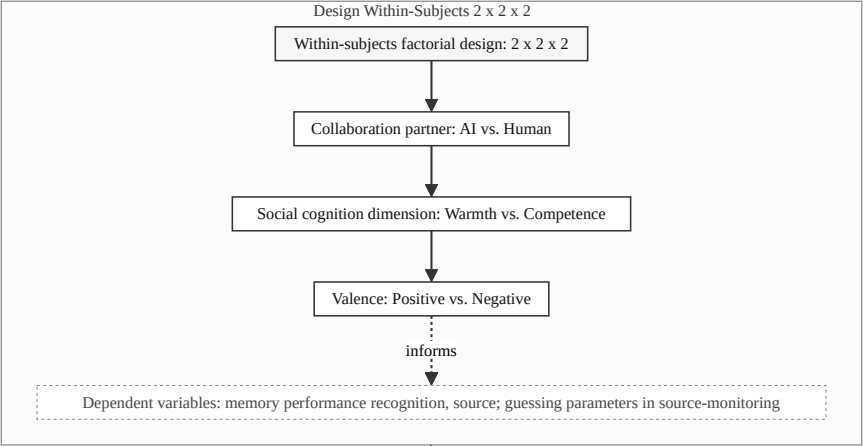 Design Within-Subjects 2 x 2 x 2
Within-subjects factorial design: 2 x 2 x 2
Collaboration partner: AI vs. Human
Social cognition dimension: Warmth vs. Competence
Valence: Positive vs. Negative
informs
Dependent variables: memory performance recognition, source; guessing parameters in source-monitoring